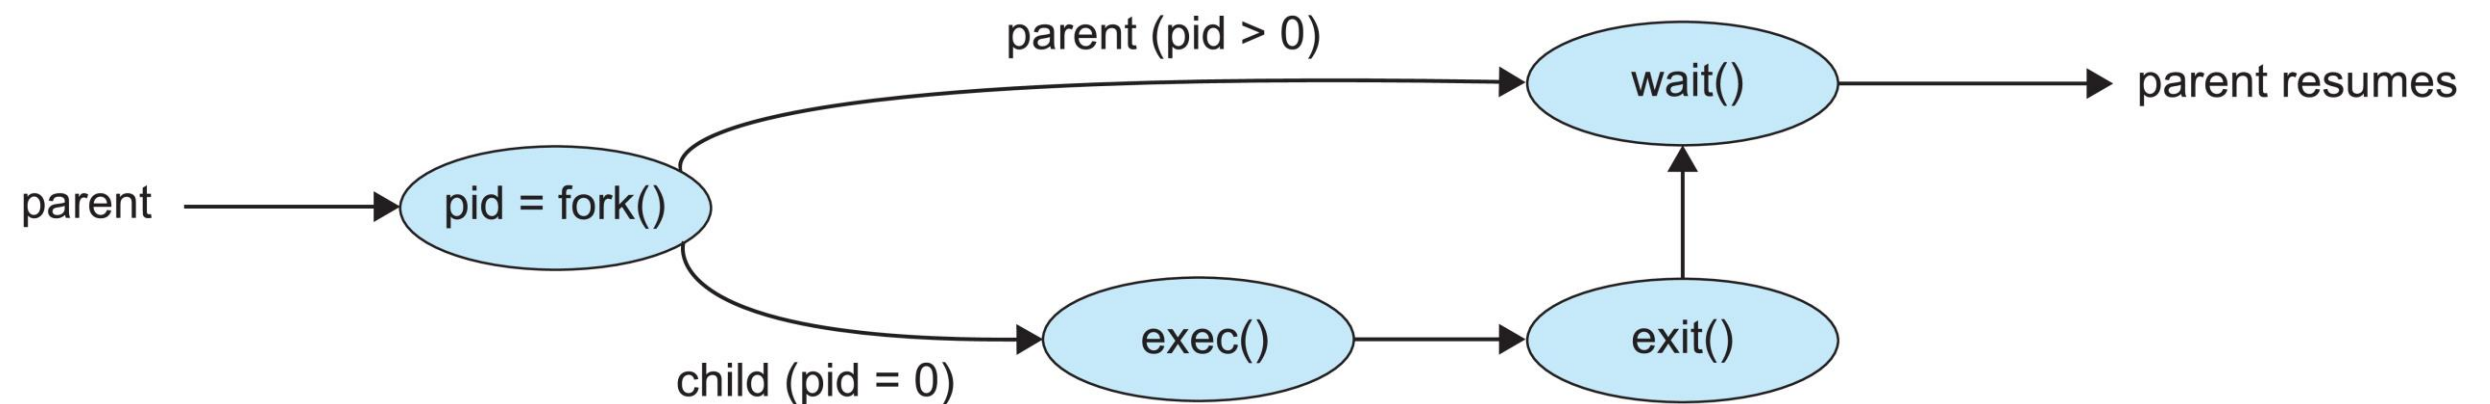 parent
pid = fork()
parent (pid > 0)
wait()
parent resumes
child (pid = 0)
exec()
exit()